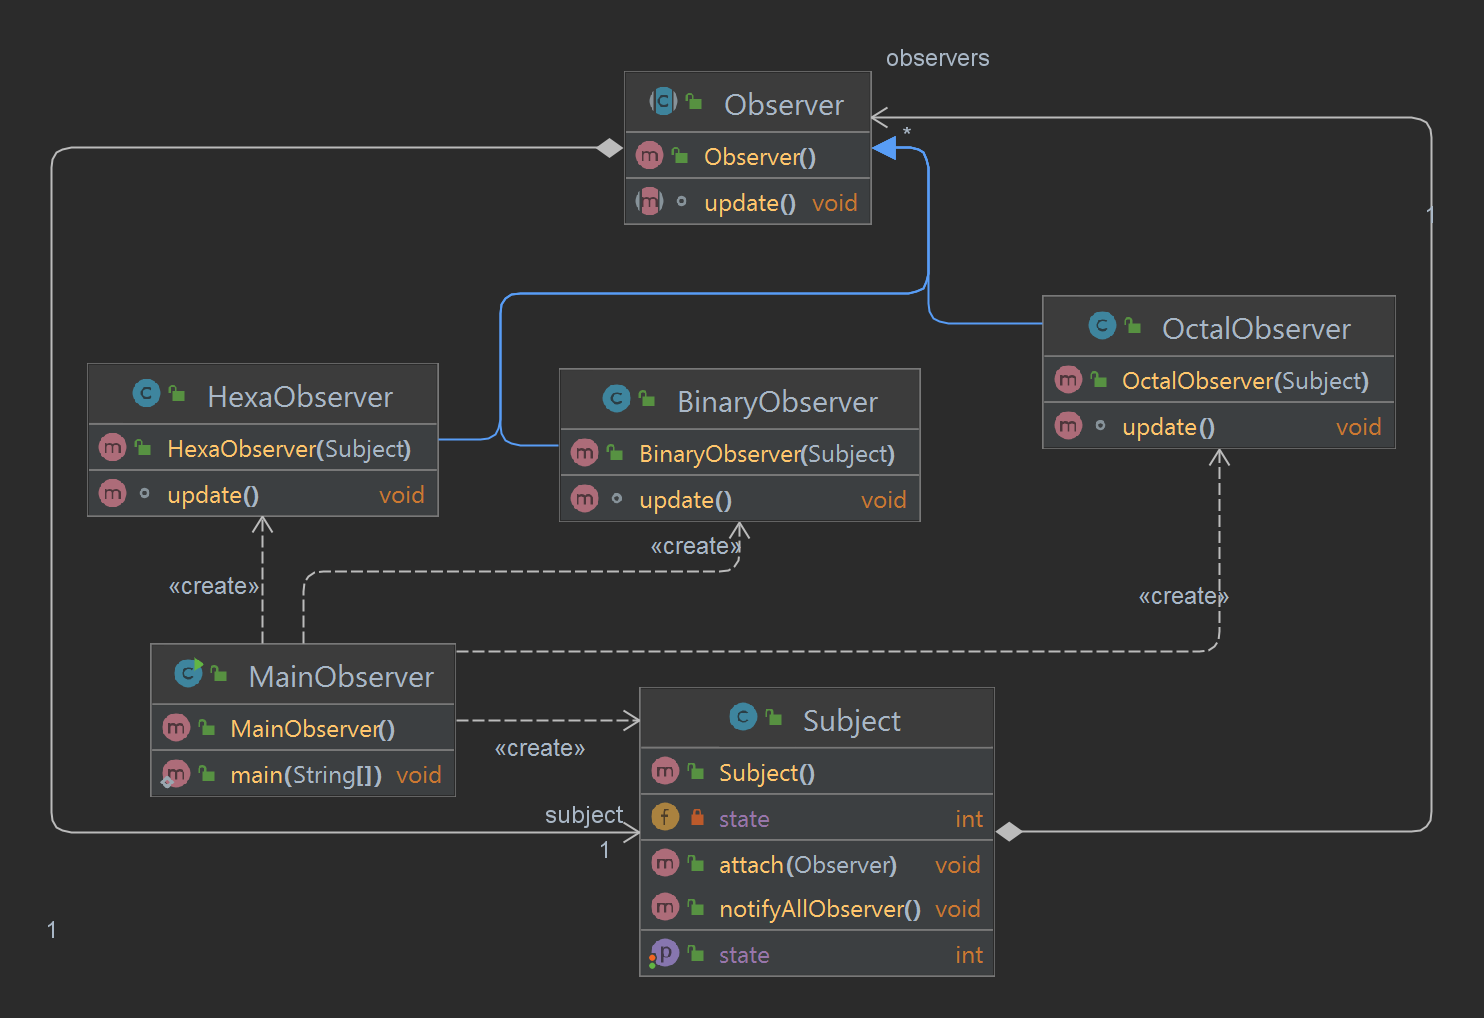 observers
Observer
*
Observer()
update() void
1
OctalObserver
OctalObserver(Subject)
update() void
HexaObserver
HexaObserver(Subject)
update() void
BinaryObserver
BinaryObserver(Subject)
update() void
«create»
«create»
«create»
MainObserver
MainObserver()
main(String[]) void
«create»
Subject
Subject()
state int
attach(Observer) void
notifyAllObserver() void
state int
subject
1
1